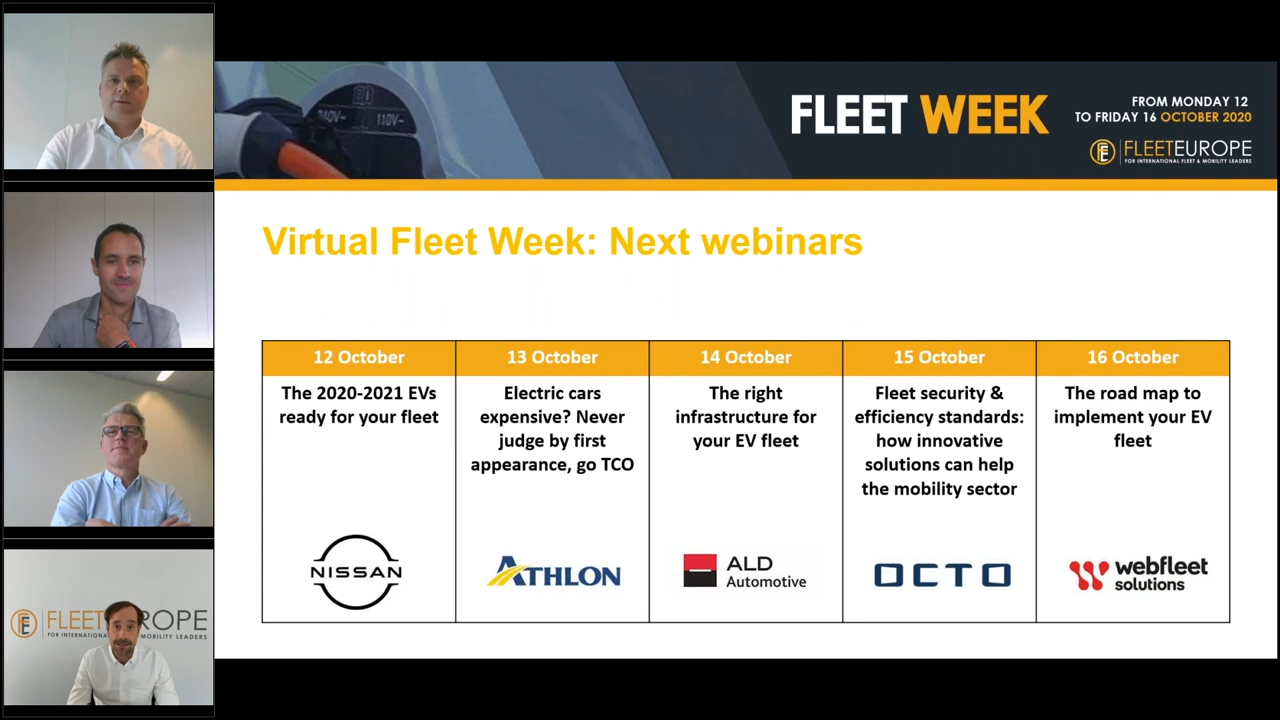 240V~
110V~
FLEET WEEK
FROM MONDAY 12
TO FRIDAY 16 OCTOBER 2020
FLEETEUROPE
FOR INTERNATIONAL FLEET & MOBILITY LEADERS
Virtual Fleet Week: Next webinars
12 October
The 2020-2021 EVs
ready for your fleet
NISSAN
13 October
Electric cars
expensive? Never
judge by first
appearance, go TCO
ATHLON
14 October
The right
infrastructure for
your EV fleet
ALD
Automotive
15 October
Fleet security &
efficiency standards:
how innovative
solutions can help
the mobility sector
OCTO
16 October
The road map to
implement your EV
fleet
webfleet
solutions
FLEET ROPE
FOR INTERNATIONA MOBILITY LEADERS